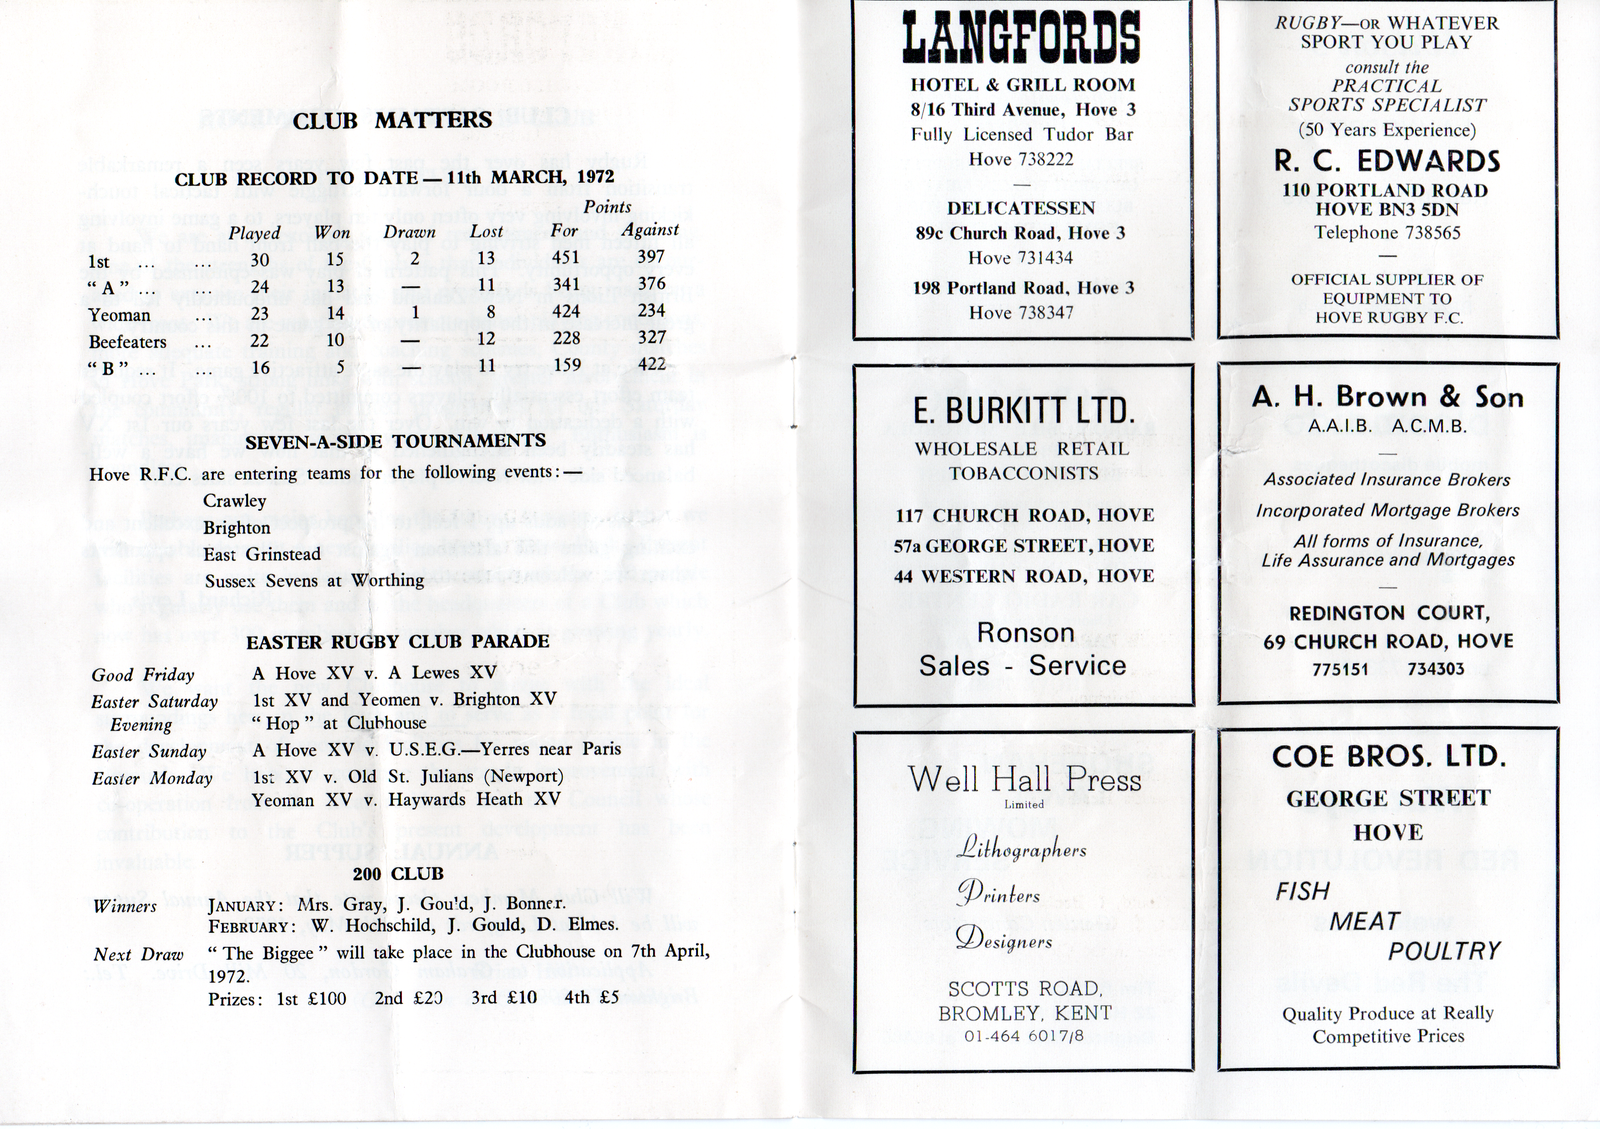 CLUB MATTERS
CLUB RECORD TO DATE — 11th MARCH, 1972
Points
Played Won Drawn Lost For Against
1st ... ... 30 15 2 13 451 397
“ A ” ... ... 24 13 — 11 341 376
Yeoman ... 23 14 1 8 424 234
Beefeaters ... 22 10 — 12 228 327
“ B ” ... ... 16 5 — 11 159 422
SEVEN-A-SIDE TOURNAMENTS
Hove R.F.C. are entering teams for the following events:—
Crawley
Brighton
East Grinstead
Sussex Sevens at Worthing
EASTER RUGBY CLUB PARADE
Good Friday A Hove XV v. A Lewes XV
Easter Saturday 1st XV and Yeomen v. Brighton XV
Evening “ Hop ” at Clubhouse
Easter Sunday A Hove XV v. U.S.E.G.—Yerres near Paris
Easter Monday 1st XV v. Old St. Julians (Newport)
Yeoman XV v. Haywards Heath XV
200 CLUB
Winners JANUARY: Mrs. Gray, J. Gou'd, J. Bonner.
FEBRUARY: W. Hochschild, J. Gould, D. Elmes.
Next Draw “ The Biggee ” will take place in the Clubhouse on 7th April,
1972.
Prizes: 1st £100 2nd £20 3rd £10 4th £5
LANGFORDS
HOTEL & GRILL ROOM
8/16 Third Avenue, Hove 3
Fully Licensed Tudor Bar
Hove 738222
—
DELICATESSEN
89c Church Road, Hove 3
Hove 731434
198 Portland Road, Hove 3
Hove 738347
RUGBY—OR WHATEVER
SPORT YOU PLAY
consult the
PRACTICAL
SPORTS SPECIALIST
(50 Years Experience)
R. C. EDWARDS
110 PORTLAND ROAD
HOVE BN3 5DN
Telephone 738565
—
OFFICIAL SUPPLIER OF
EQUIPMENT TO
HOVE RUGBY F.C.
E. BURKITT LTD.
WHOLESALE RETAIL
TOBACCONISTS
117 CHURCH ROAD, HOVE
57a GEORGE STREET, HOVE
44 WESTERN ROAD, HOVE
Ronson
Sales - Service
A. H. Brown & Son
A.A.I.B. A.C.M.B.
—
Associated Insurance Brokers
Incorporated Mortgage Brokers
All forms of Insurance,
Life Assurance and Mortgages
—
REDINGTON COURT,
69 CHURCH ROAD, HOVE
775151 734303
Well Hall Press
Limited
Lithographers
Printers
Designers
SCOTTS ROAD,
BROMLEY, KENT
01-464 6017/8
COE BROS. LTD.
GEORGE STREET
HOVE
FISH
MEAT
POULTRY
Quality Produce at Really
Competitive Prices